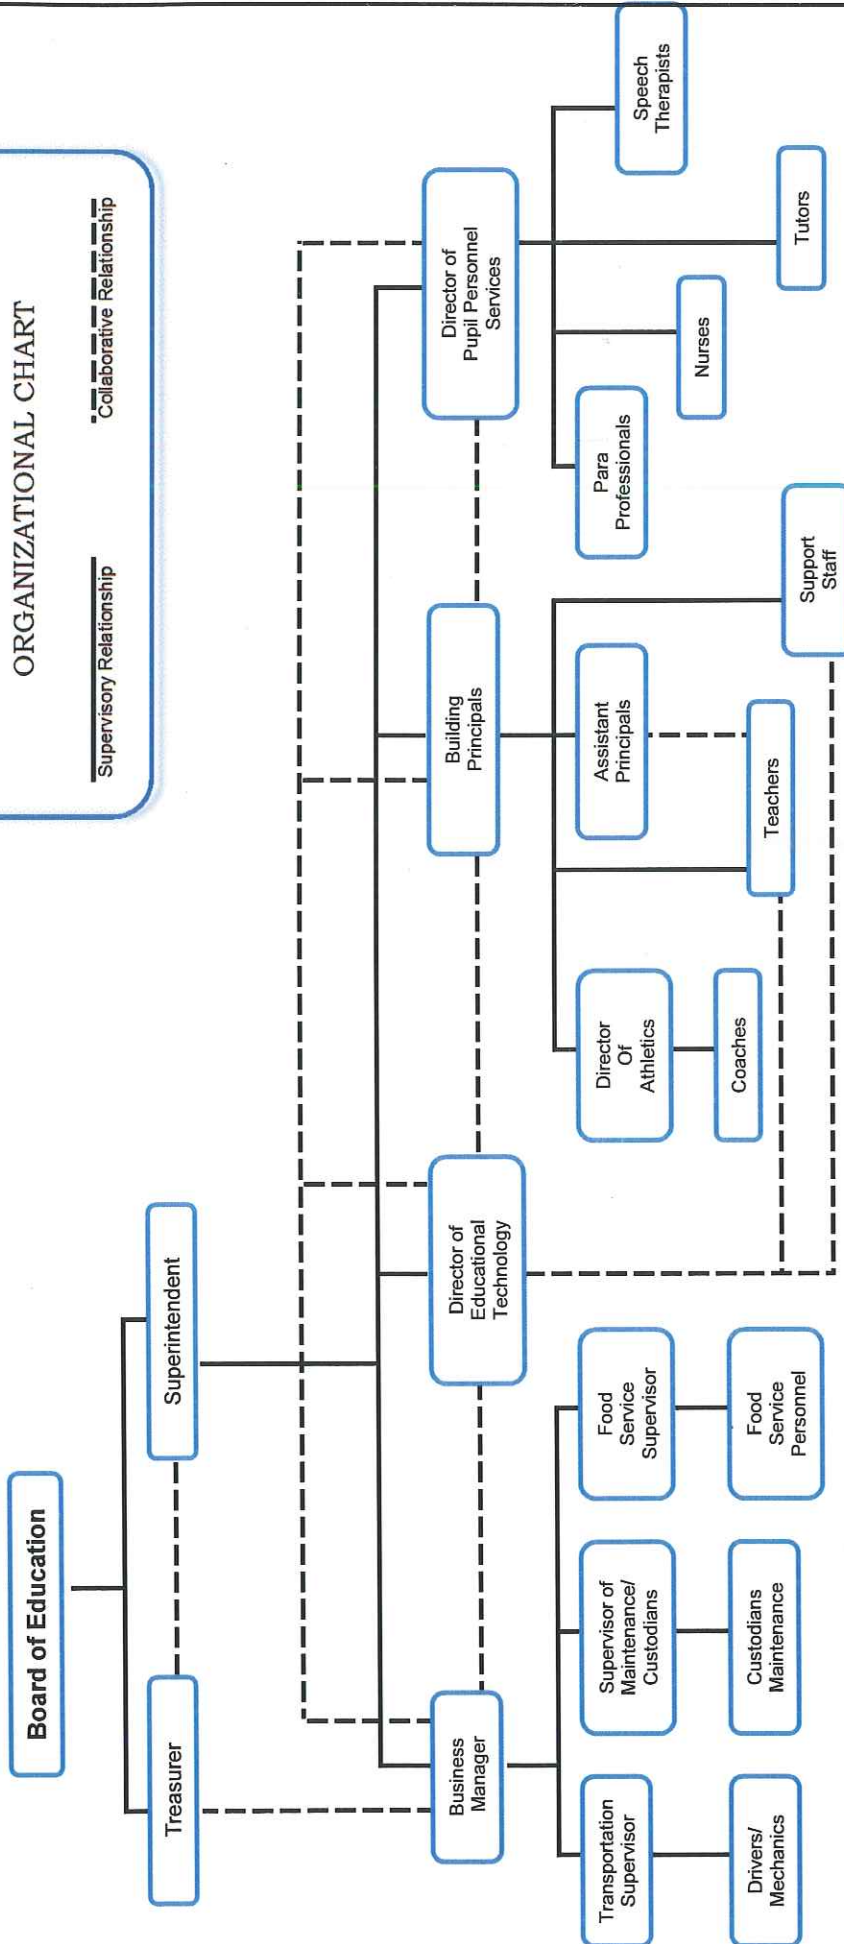 ORGANIZATIONAL CHART
Supervisory Relationship
Collaborative Relationship
Board of Education
Treasurer
Superintendent
Business
Manager
Director of
Educational
Technology
Building
Principals
Director of
Pupil Personnel
Services
Transportation
Supervisor
Supervisor of
Maintenance/
Custodians
Food
Service
Supervisor
Director
Of
Athletics
Assistant
Principals
Para
Professionals
Speech
Therapists
Drivers/
Mechanics
Custodians
Maintenance
Food
Service
Personnel
Coaches
Teachers
Support
Staff
Nurses
Tutors